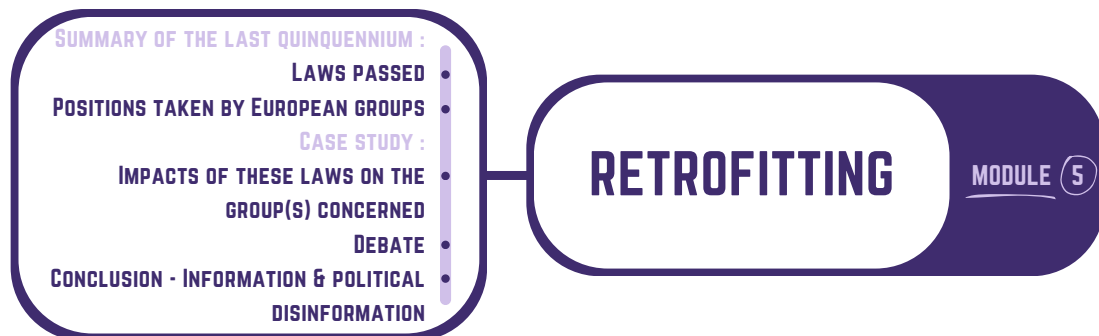 Summary of the last quinquennium :
Laws passed
Positions taken by European groups
Case study :
Impacts of these laws on the
group(s) concerned
Debate
Conclusion - Information & political
disinformation
RETROFITTING
MODULE 5